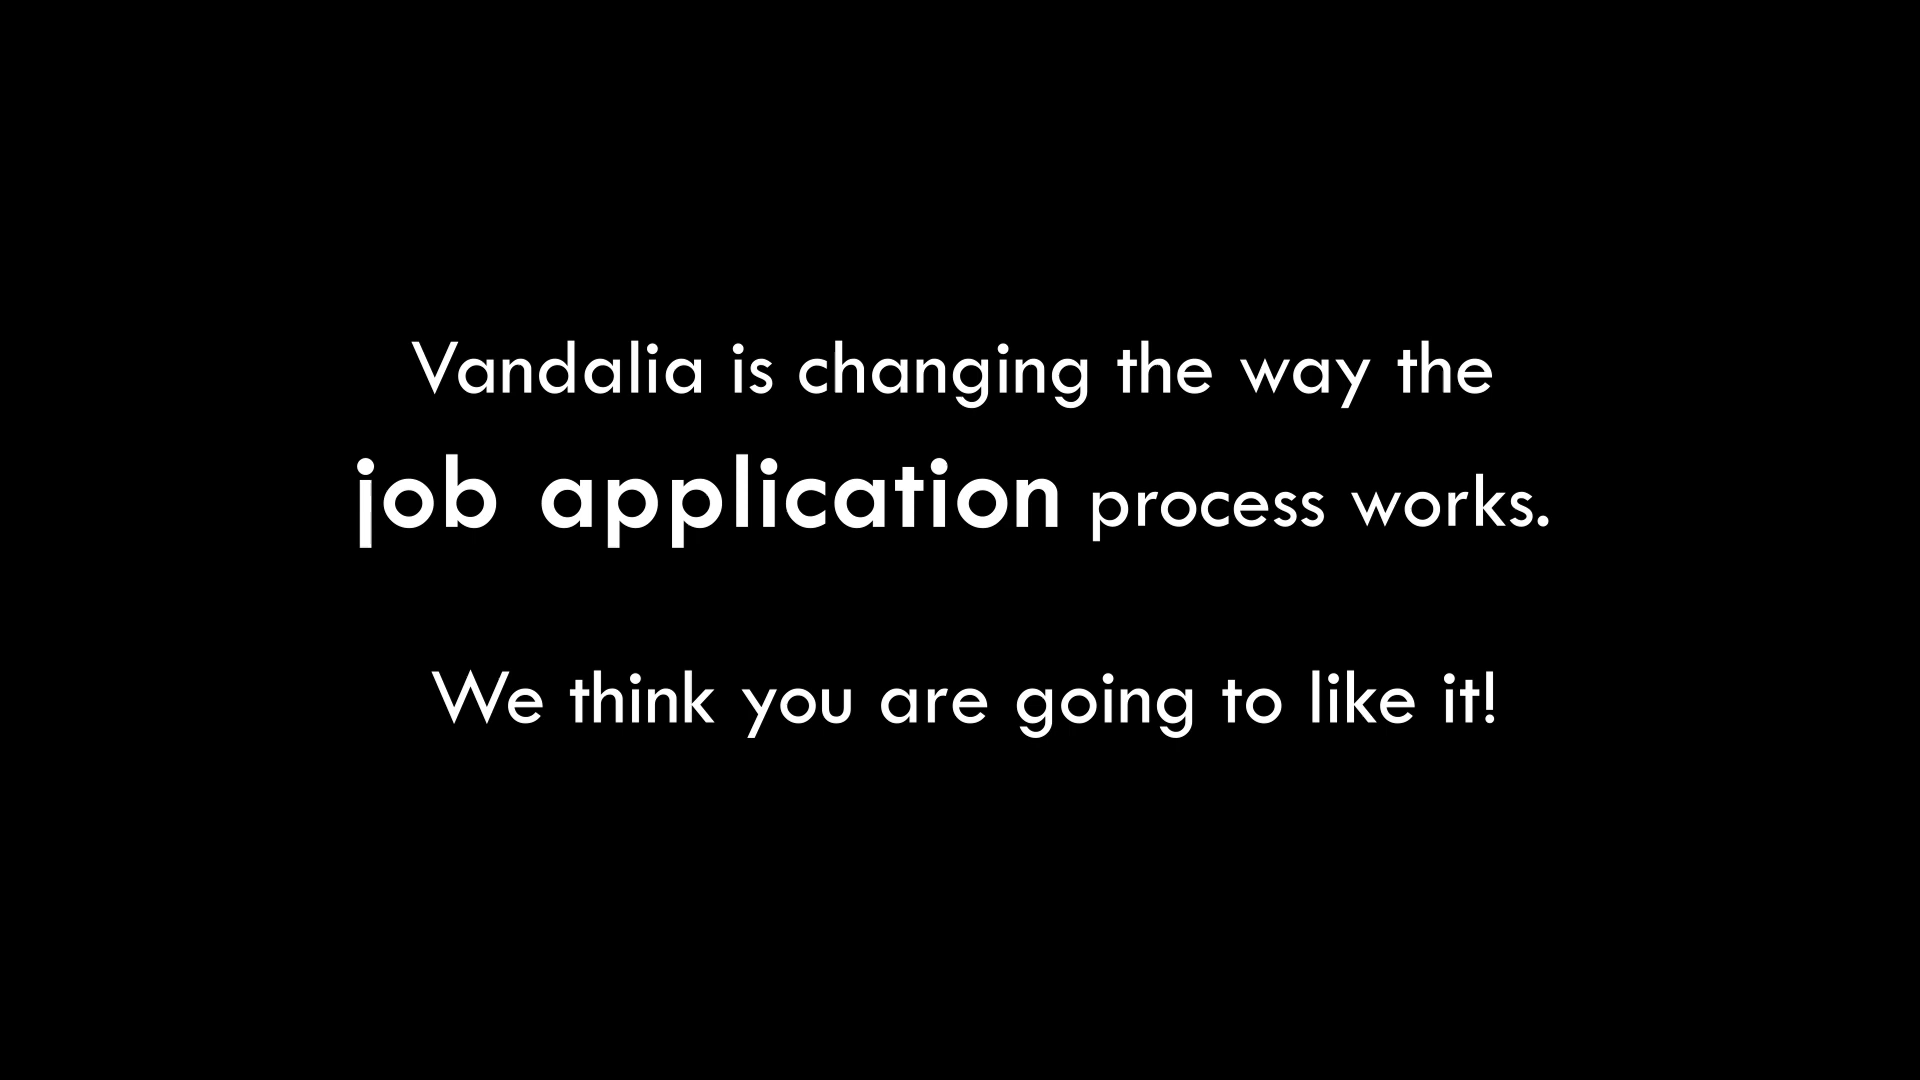 Vandalia is changing the way the
job application process works.
We think you are going to like it!